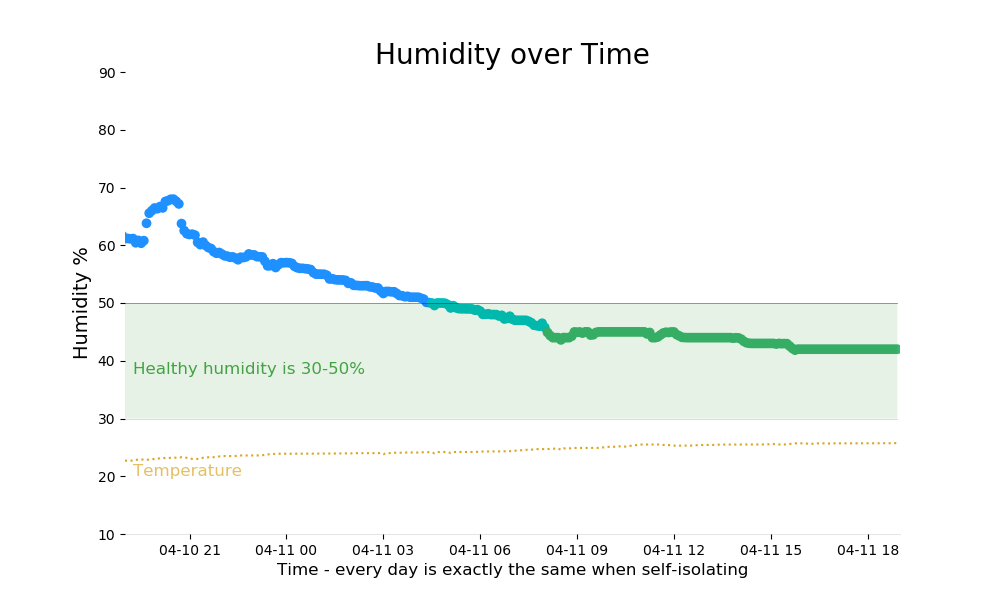 Humidity over Time
90
80
70
60
50
40
30
20
10
Humidity %
Healthy humidity is 30-50%
Temperature
04-10 21 04-11 00 04-11 03 04-11 06 04-11 09 04-11 12 04-11 15 04-11 18
Time - every day is exactly the same when self-isolating